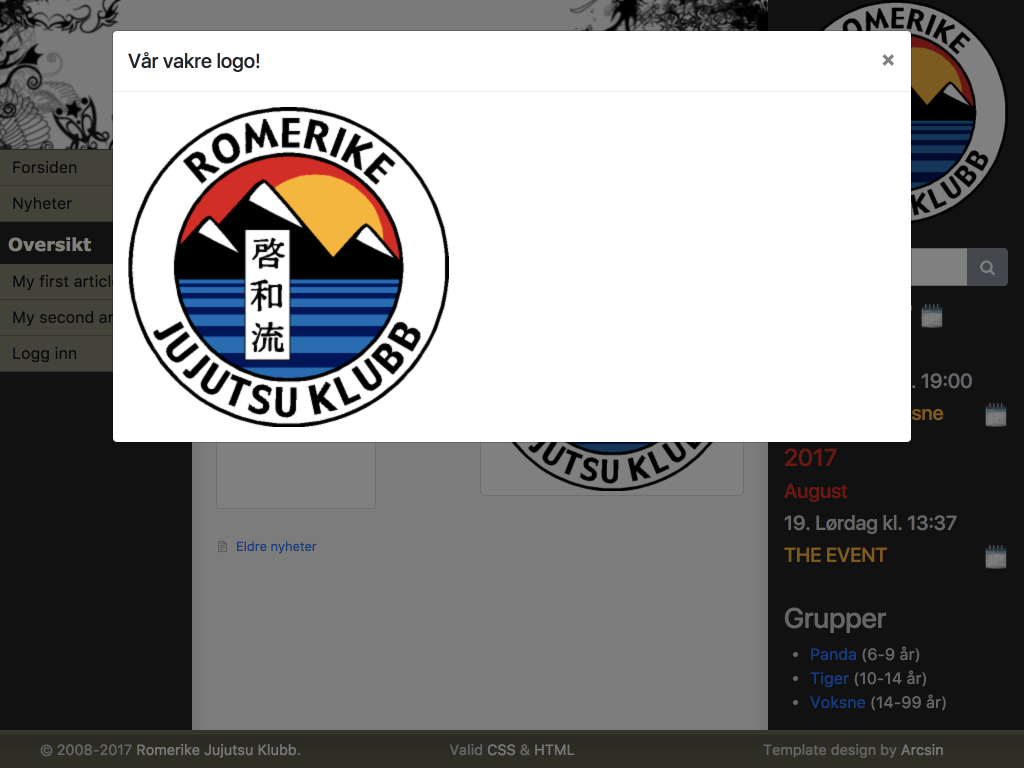 Vår vakre logo!
×
ROMERIKE
啓
和
流
JUJUTSU KLUBB
ROMERIKE
KLUBB
Forsiden
Nyheter
Oversikt
My first articl
My second ar
Logg inn
. 19:00
sne
2017
August
19. Lørdag kl. 13:37
THE EVENT
JUTSU KLU
Eldre nyheter
Grupper
Panda (6-9 år)
Tiger (10-14 år)
Voksne (14-99 år)
© 2008-2017 Romerike Jujutsu Klubb.
Valid CSS & HTML
Template design by Arcsin